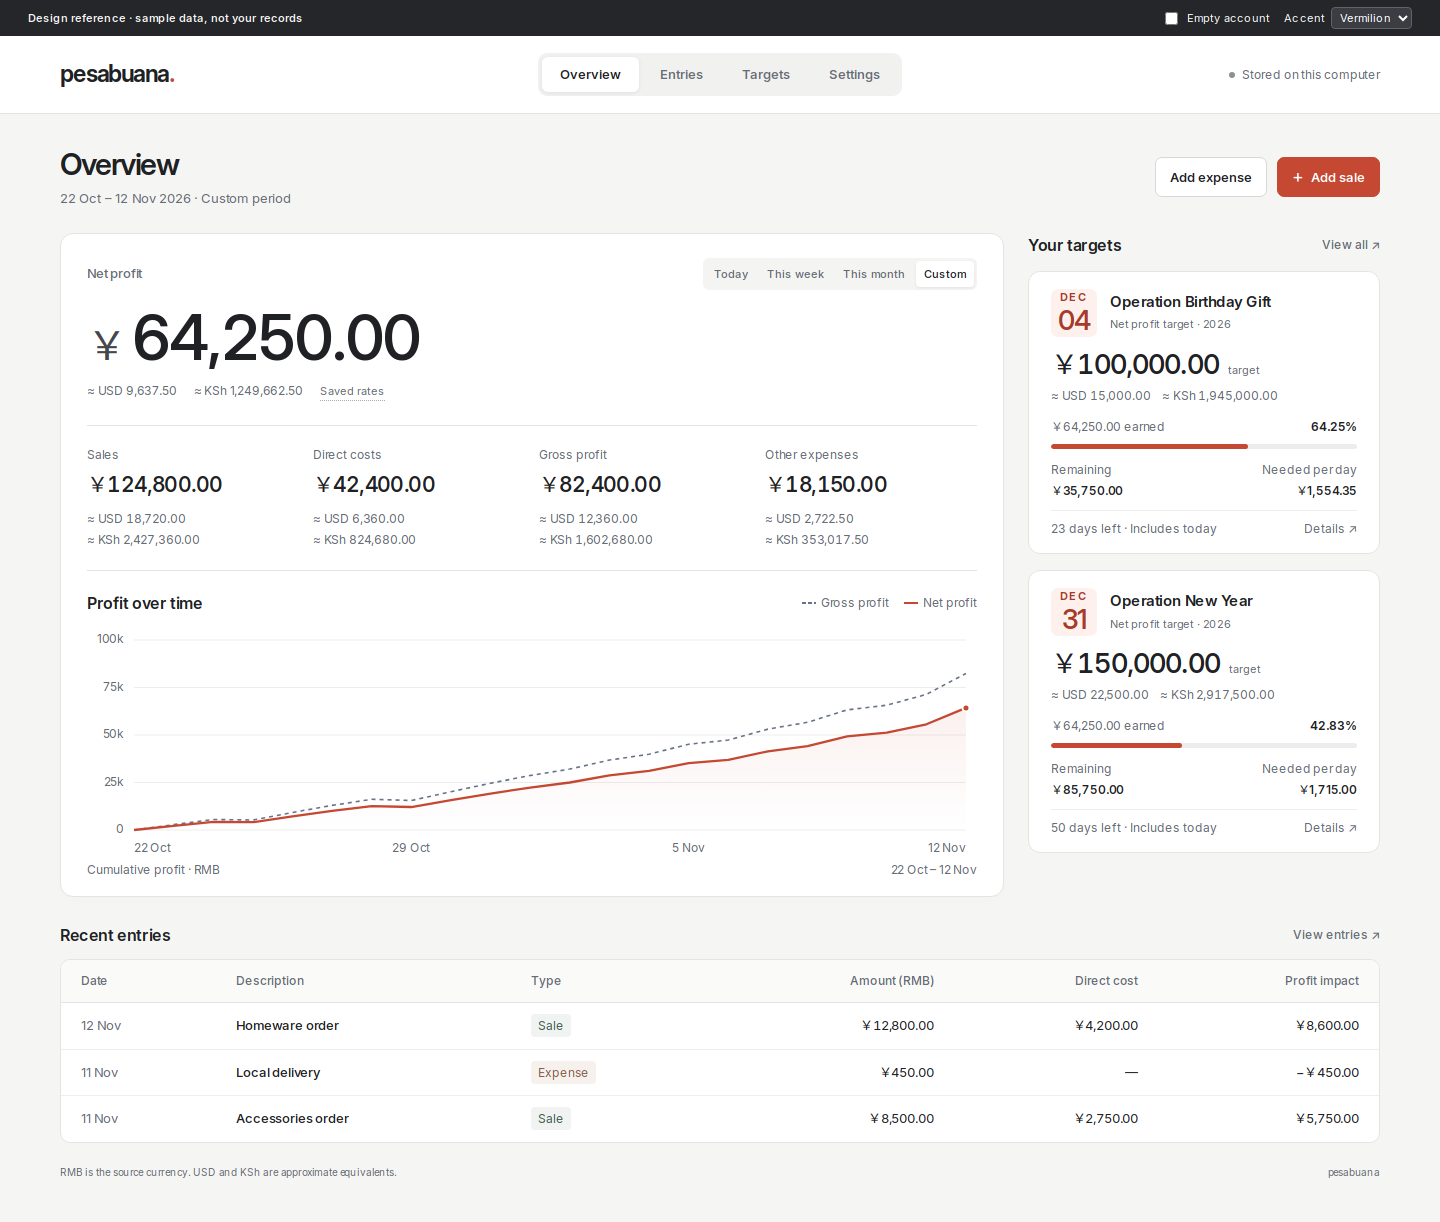 Design reference · sample data, not your records
Empty account Accent Vermilion
pesabuana.
Overview Entries Targets Settings
Stored on this computer
Overview
22 Oct – 12 Nov 2026 · Custom period
Add expense
+ Add sale
Net profit
Today This week This month Custom
¥ 64,250.00
≈ USD 9,637.50 ≈ KSh 1,249,662.50 Saved rates
Sales Direct costs Gross profit Other expenses
¥124,800.00 ¥42,400.00 ¥82,400.00 ¥18,150.00
≈ USD 18,720.00 ≈ USD 6,360.00 ≈ USD 12,360.00 ≈ USD 2,722.50
≈ KSh 2,427,360.00 ≈ KSh 824,680.00 ≈ KSh 1,602,680.00 ≈ KSh 353,017.50
Profit over time
Gross profit Net profit
100k
75k
50k
25k
0
22 Oct 29 Oct 5 Nov 12 Nov
Cumulative profit · RMB 22 Oct – 12 Nov
Your targets View all ↗
DEC
04
Operation Birthday Gift
Net profit target · 2026
¥100,000.00 target
≈ USD 15,000.00 ≈ KSh 1,945,000.00
¥64,250.00 earned 64.25%
Remaining Needed per day
¥35,750.00 ¥1,554.35
23 days left · Includes today Details ↗
DEC
31
Operation New Year
Net profit target · 2026
¥150,000.00 target
≈ USD 22,500.00 ≈ KSh 2,917,500.00
¥64,250.00 earned 42.83%
Remaining Needed per day
¥85,750.00 ¥1,715.00
50 days left · Includes today Details ↗
Recent entries View entries ↗
Date Description Type Amount (RMB) Direct cost Profit impact
12 Nov Homeware order Sale ¥12,800.00 ¥4,200.00 ¥8,600.00
11 Nov Local delivery Expense ¥450.00 — –¥450.00
11 Nov Accessories order Sale ¥8,500.00 ¥2,750.00 ¥5,750.00
RMB is the source currency. USD and KSh are approximate equivalents. pesabuana